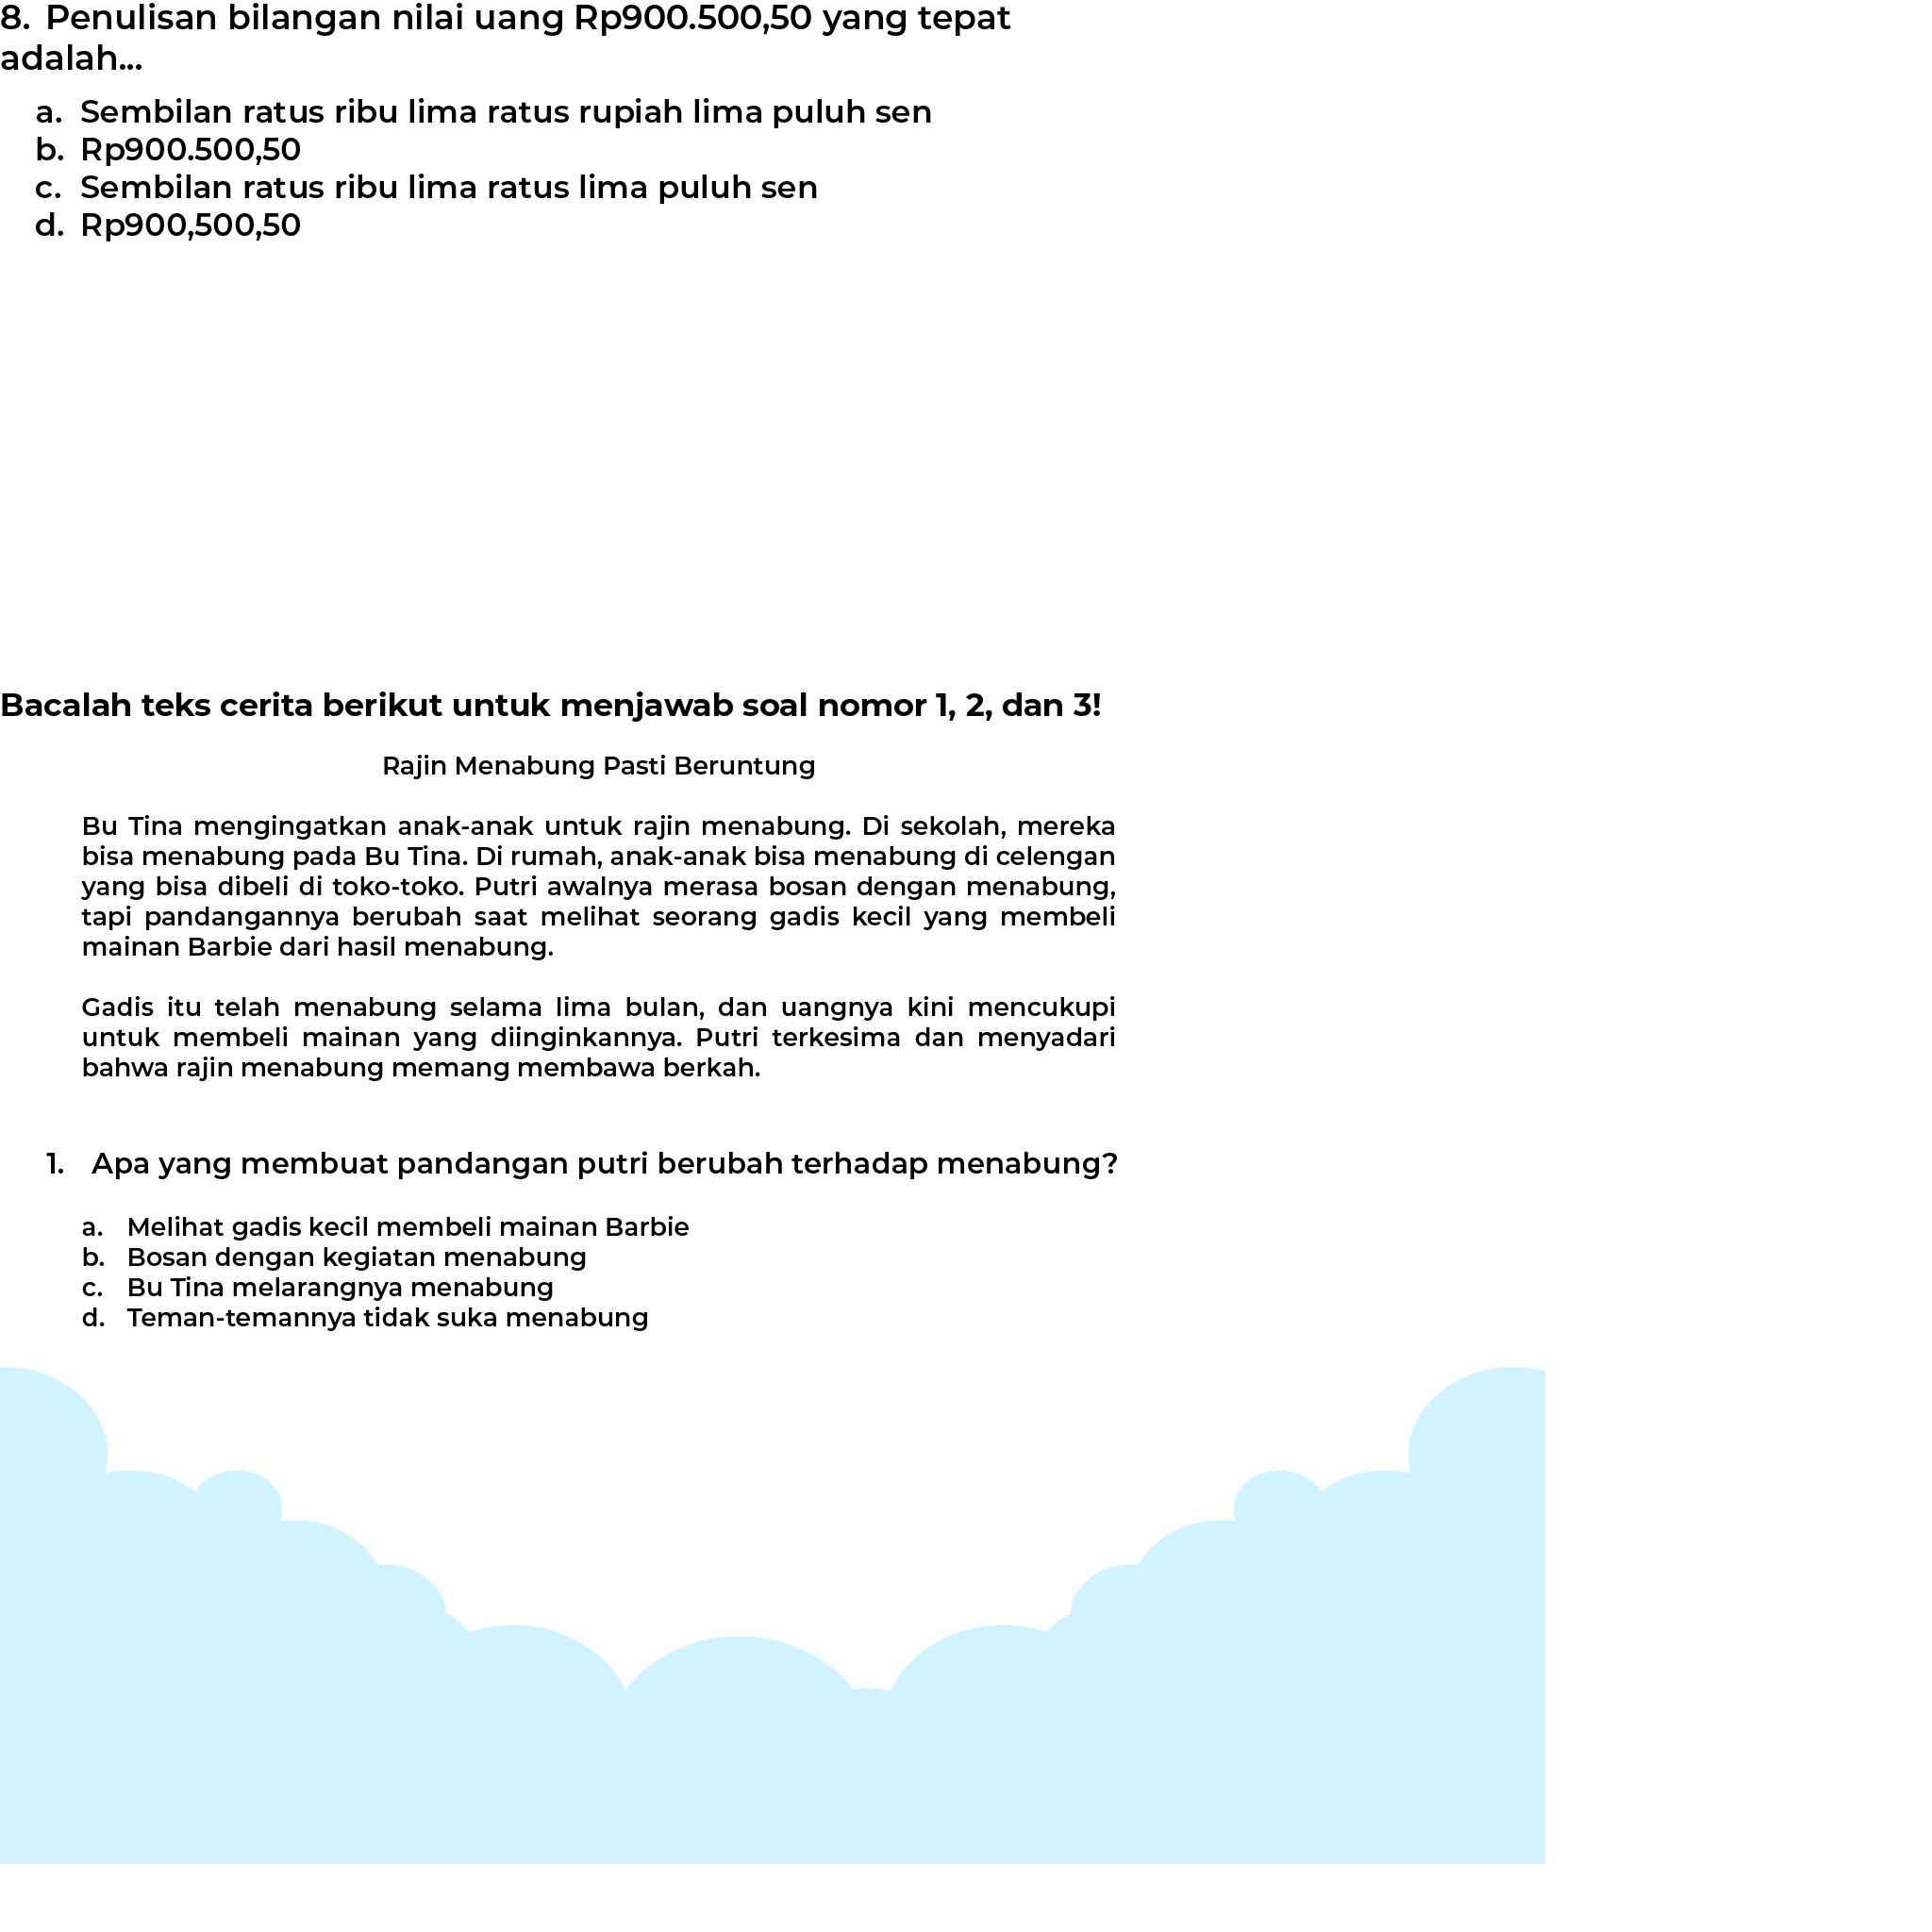 8. Penulisan bilangan nilai uang Rp900.500,50 yang tepat
adalah...
a. Sembilan ratus ribu lima ratus rupiah lima puluh sen
b. Rp900.500,50
c. Sembilan ratus ribu lima ratus lima puluh sen
d. Rp900,500,50
Bacalah teks cerita berikut untuk menjawab soal nomor 1, 2, dan 3!
Rajin Menabung Pasti Beruntung
Bu Tina mengingatkan anak-anak untuk rajin menabung. Di sekolah, mereka
bisa menabung pada Bu Tina. Di rumah, anak-anak bisa menabung di celengan
yang bisa dibeli di toko-toko. Putri awalnya merasa bosan dengan menabung,
tapi pandangannya berubah saat melihat seorang gadis kecil yang membeli
mainan Barbie dari hasil menabung.
Gadis itu telah menabung selama lima bulan, dan uangnya kini mencukupi
untuk membeli mainan yang diinginkannya. Putri terkesima dan menyadari
bahwa rajin menabung memang membawa berkah.
1. Apa yang membuat pandangan putri berubah terhadap menabung?
a. Melihat gadis kecil membeli mainan Barbie
b. Bosan dengan kegiatan menabung
c. Bu Tina melarangnya menabung
d. Teman-temannya tidak suka menabung